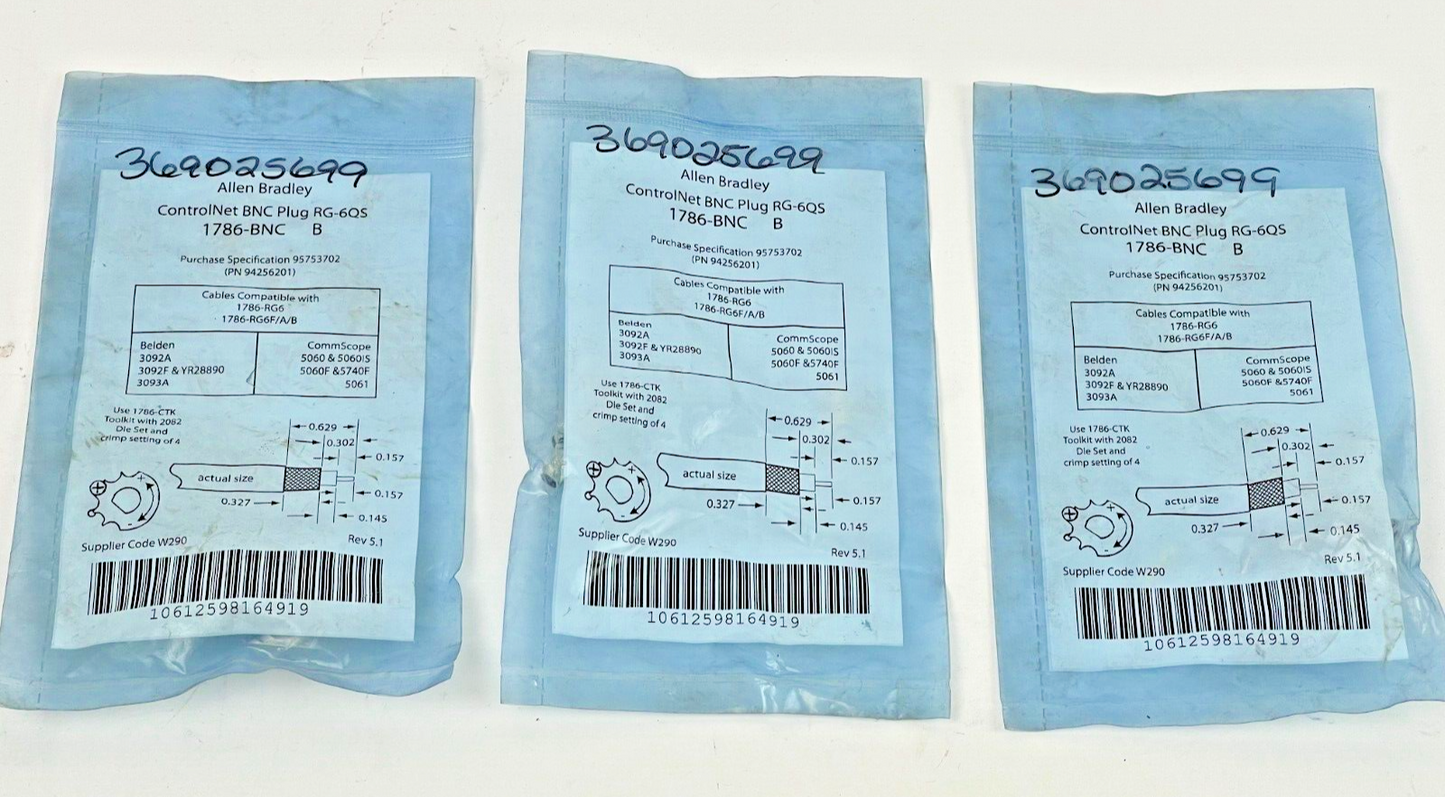 369025699
Allen Bradley
ControlNet BNC Plug RG-6QS
1786-BNC B
Purchase Specification 95753702
(PN 94256201)
Cables Compatible with
1786-RG6
1786-RG6F/A/B
Belden
3092A
3092F & YR28890
3093A
CommScope
5060 & 5060IS
5060F &5740F
5061
Use 1786-CTK
Toolkit with 2082
Die Set and
crimp setting of 4
0.629
0.302
0.157
actual size
0.157
0.327
0.145
Supplier Code W290
Rev 5.1
10612598164919
369025699
Allen Bradley
ControlNet BNC Plug RG-6QS
1786-BNC B
Purchase Specification 95753702
(PN 94256201)
Cables Compatible with
1786-RG6
1786-RG6F/A/B
Belden
3092A
3092F & YR28890
3093A
CommScope
5060 & 5060IS
5060F &5740F
5061
Use 1786-CTK
Toolkit with 2082
Die Set and
crimp setting of 4
0.629
0.302
0.157
actual size
0.157
0.327
0.145
Supplier Code W290
Rev 5.1
10612598164919
369025699
Allen Bradley
ControlNet BNC Plug RG-6QS
1786-BNC B
Purchase Specification 95753702
(PN 94256201)
Cables Compatible with
1786-RG6
1786-RG6F/A/B
Belden
3092A
3092F & YR28890
3093A
CommScope
5060 & 5060IS
5060F &5740F
5061
Use 1786-CTK
Toolkit with 2082
Die Set and
crimp setting of 4
0.629
0.302
0.157
actual size
0.157
0.327
0.145
Supplier Code W290
Rev 5.1
10612598164919